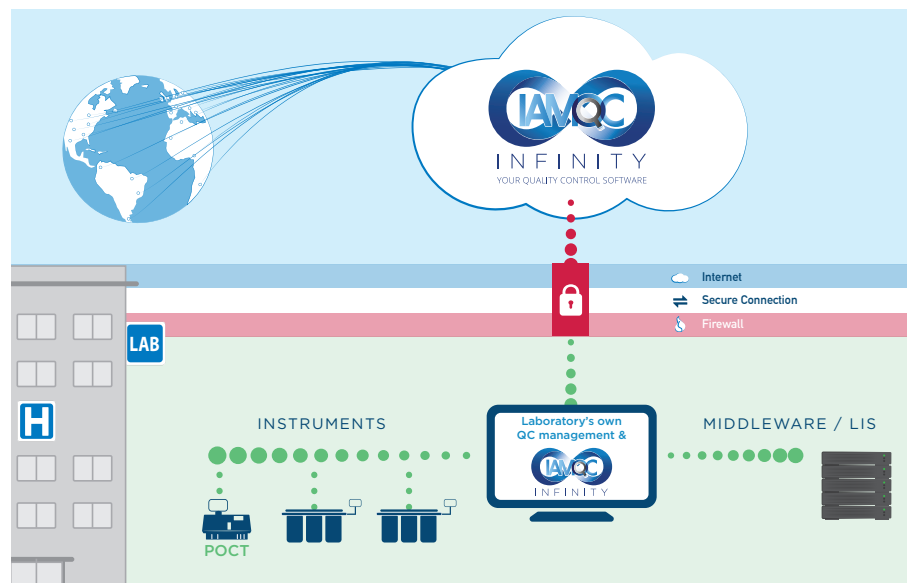 IAMQC
INFINITY
YOUR QUALITY CONTROL SOFTWARE
Internet
Secure Connection
Firewall
LAB
H
INSTRUMENTS
Laboratory's own
QC management &
IAMQC
INFINITY
MIDDLEWARE / LIS
POCT